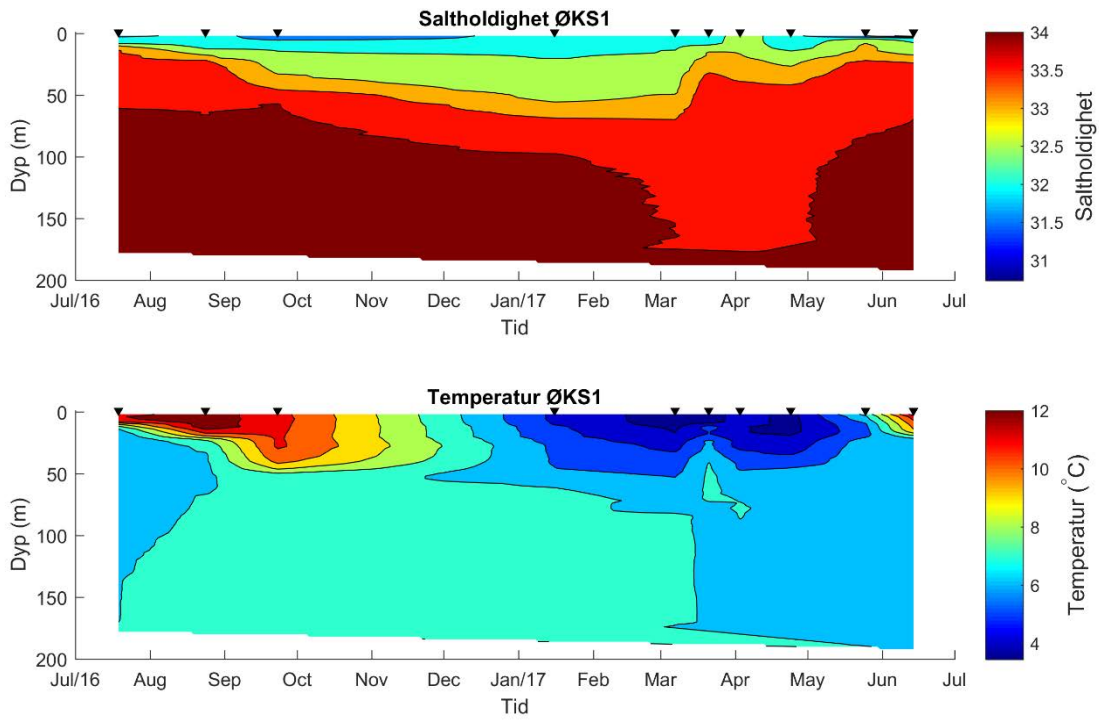 Saltholdighet ØKS1
0
50
100
150
200
Dyp (m)
Jul/16 Aug Sep Oct Nov Dec Jan/17 Feb Mar Apr May Jun Jul
Tid
34
33.5
33
32.5
32
31.5
31
Saltholdighet
Temperatur ØKS1
0
50
100
150
200
Dyp (m)
Jul/16 Aug Sep Oct Nov Dec Jan/17 Feb Mar Apr May Jun Jul
Tid
12
10
8
6
4
Temperatur (°C)